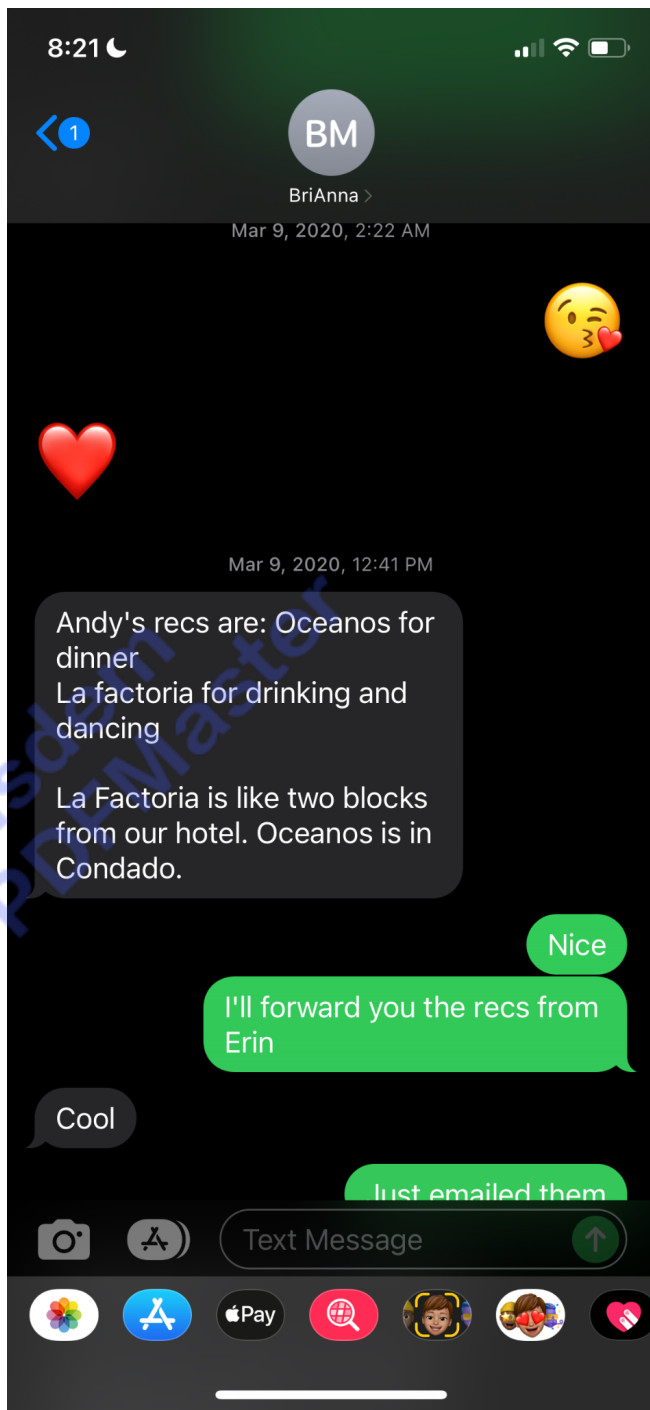 8:21
1
BM
BriAnna
Mar 9, 2020, 2:22 AM
Mar 9, 2020, 12:41 PM
Andy's recs are: Oceanos for
dinner
La factoria for drinking and
dancing
La Factoria is like two blocks
from our hotel. Oceanos is in
Condado.
Nice
I'll forward you the recs from
Erin
Cool
Just emailed them
Text Message
Pay
PDFMaster